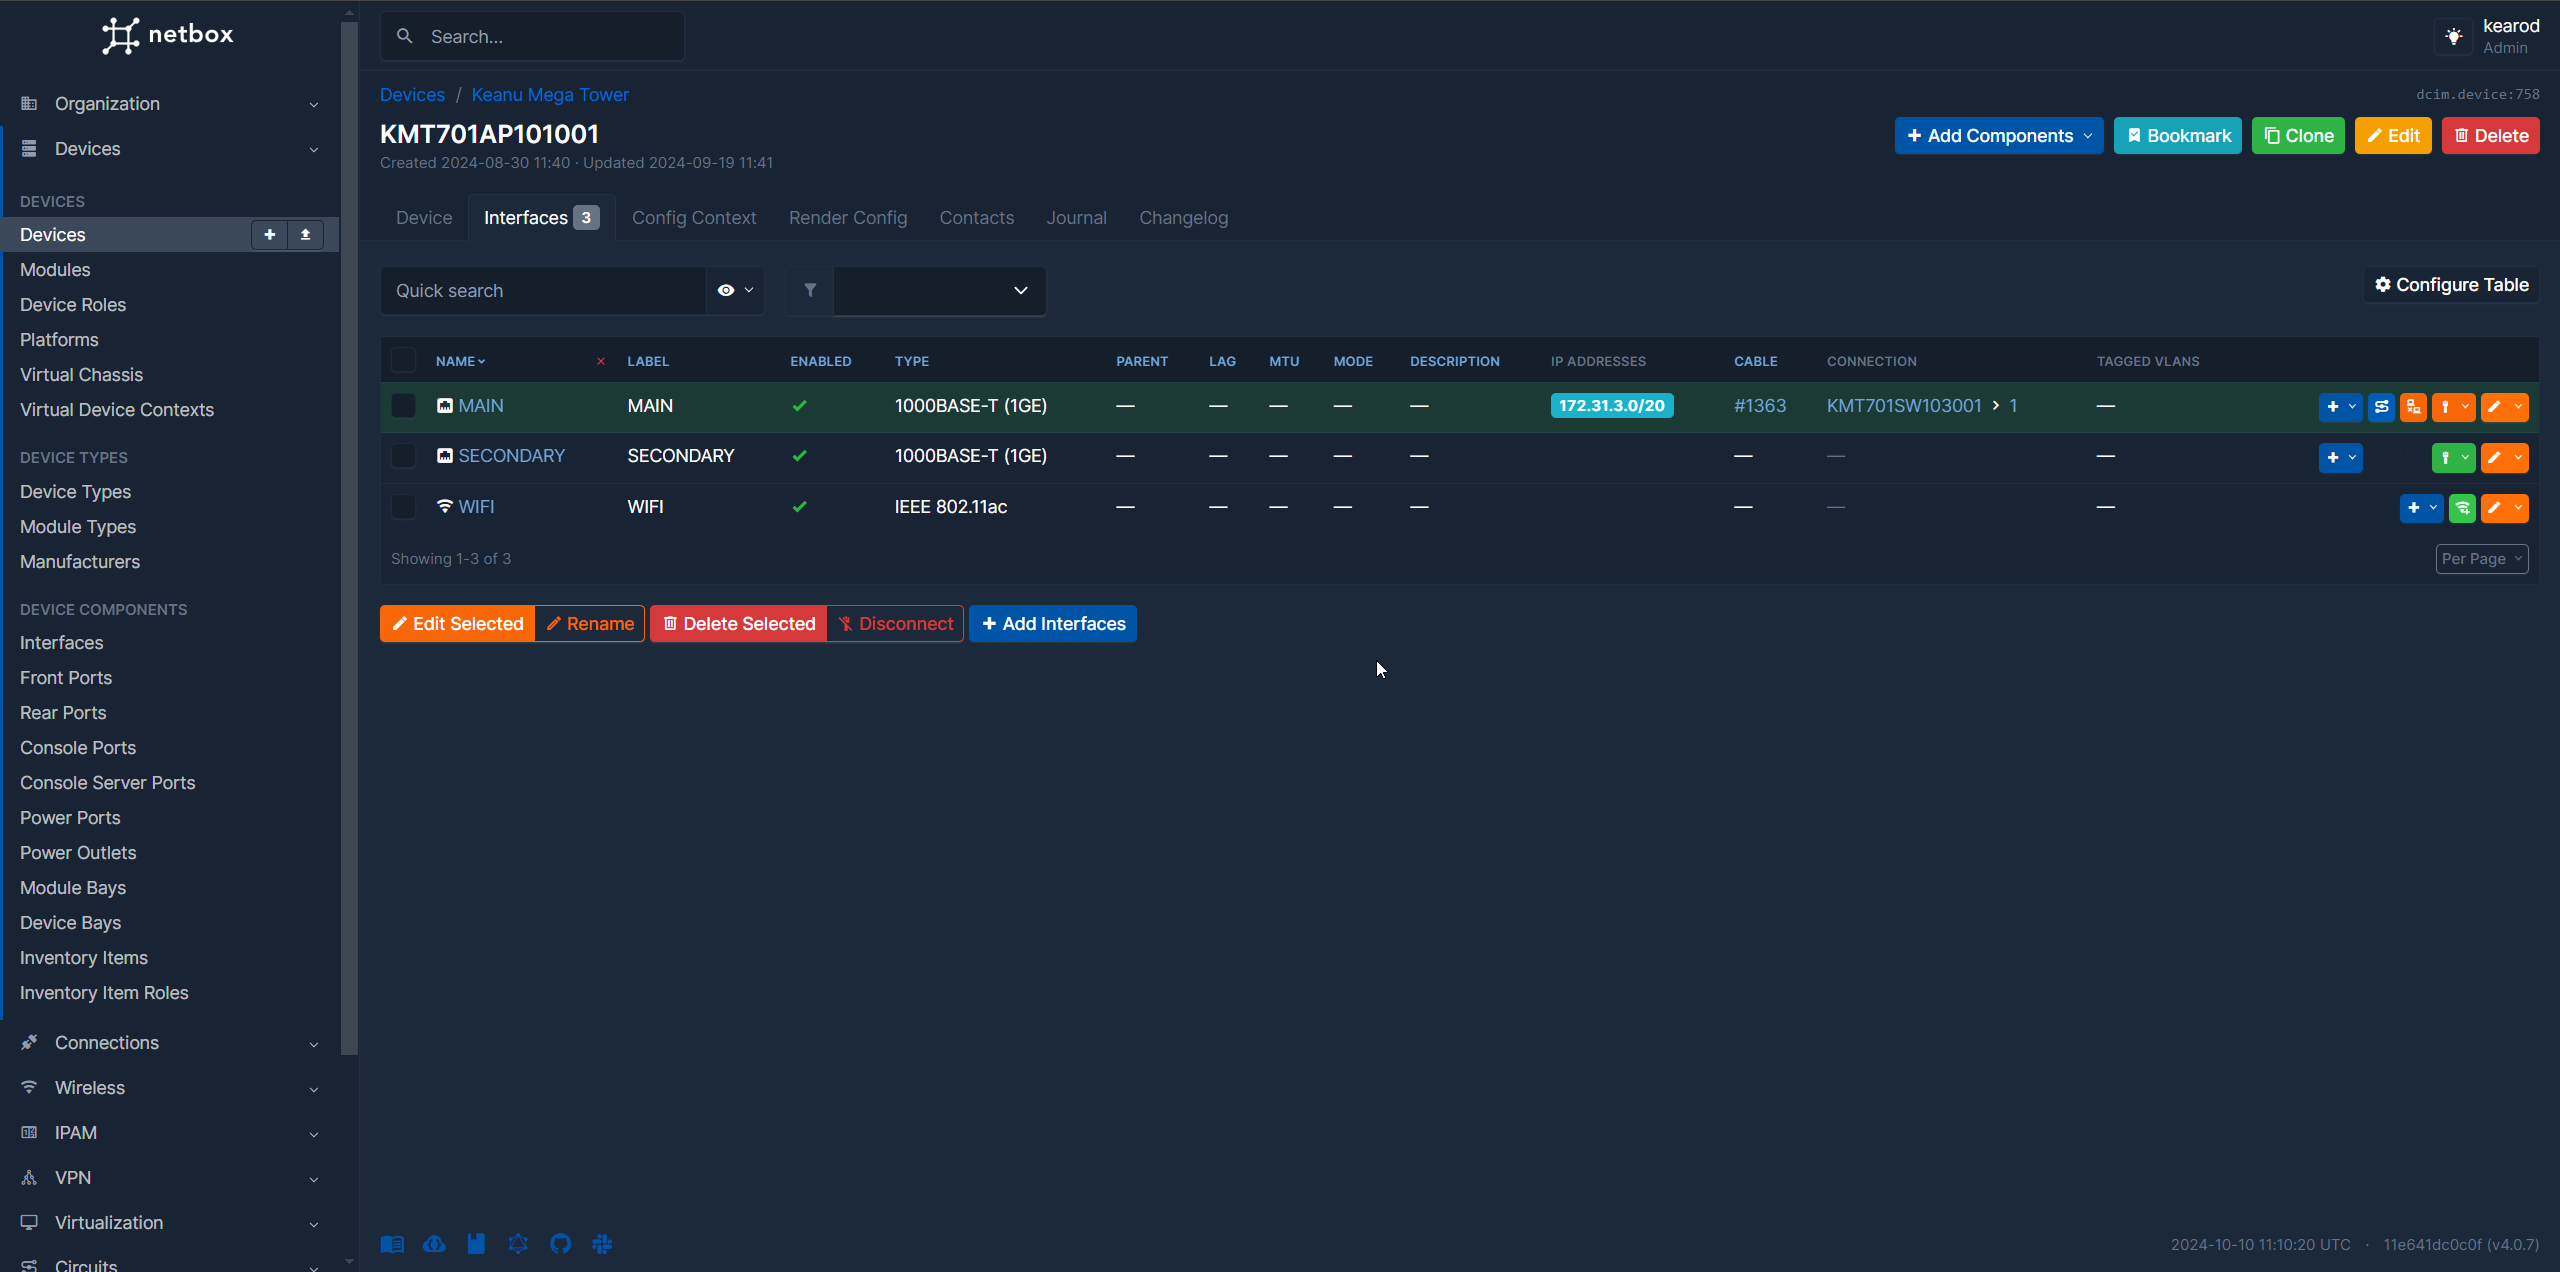 netbox
Search...
kearod
Admin
Organization
Devices
DEVICES
Devices
Modules
Device Roles
Platforms
Virtual Chassis
Virtual Device Contexts
DEVICE TYPES
Device Types
Module Types
Manufacturers
DEVICE COMPONENTS
Interfaces
Front Ports
Rear Ports
Console Ports
Console Server Ports
Power Ports
Power Outlets
Module Bays
Device Bays
Inventory Items
Inventory Item Roles
Connections
Wireless
IPAM
VPN
Virtualization
Circuits
Devices / Keanu Mega Tower
dcim.device:758
KMT701AP101001
Created 2024-08-30 11:40 · Updated 2024-09-19 11:41
Add Components Bookmark Clone Edit Delete
Device Interfaces 3 Config Context Render Config Contacts Journal Changelog
Quick search
Configure Table
NAME LABEL ENABLED TYPE PARENT LAG MTU MODE DESCRIPTION IP ADDRESSES CABLE CONNECTION TAGGED VLANS
MAIN MAIN 1000BASE-T (1GE) — — — — — 172.31.3.0/20 #1363 KMT701SW103001 > 1 —
SECONDARY SECONDARY 1000BASE-T (1GE) — — — — — — — —
WIFI WIFI IEEE 802.11ac — — — — — — — —
Showing 1-3 of 3
Per Page
Edit Selected Rename Delete Selected Disconnect Add Interfaces
2024-10-10 11:10:20 UTC · 11e641dc0c0f (v4.0.7)